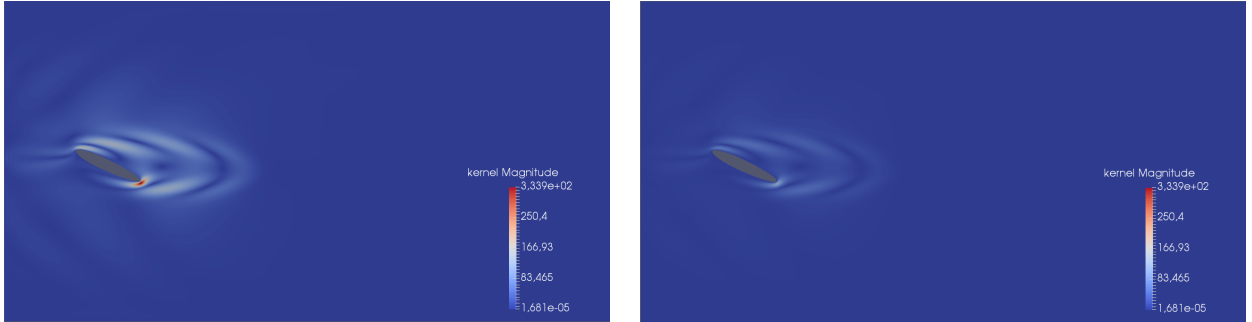 kernel Magnitude
3,339e+02
250,4
166,93
83,465
1,681e-05
kernel Magnitude
3,339e+02
250,4
166,93
83,465
1,681e-05